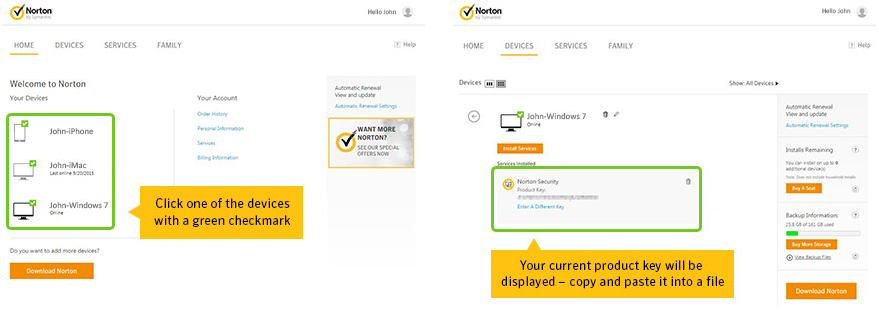 Norton
by Symantec
Hello John
HOME DEVICES SERVICES FAMILY
? Help
Welcome to Norton
Your Devices
John-iPhone
John-iMac
Last online 9/20/2015
John-Windows 7
Online
Do you want to add more devices?
Download Norton
Your Account
Order History
Personal Information
Services
Billing Information
Automatic Renewal
View and update
Automatic Renewal Settings
WANT MORE
NORTON?
SEE OUR SPECIAL
OFFERS NOW
Click one of the devices
with a green checkmark
Norton
by Symantec
Hello John
HOME DEVICES SERVICES FAMILY
? Help
Devices
Show: All Devices
John-Windows 7
Online
Install Services
Services Installed
Norton Security
Product Key:
Enter A Different Key
Automatic Renewal
View and update
Automatic Renewal Settings
Installs Remaining ?
You can install on up to 0
additional device(s)
Note: Does not include household installs
Buy A Seat
Backup Information: ?
25.8 GB of 161 GB used
Buy More Storage
View Backup Files
Download Norton
Your current product key will be
displayed – copy and paste it into a file